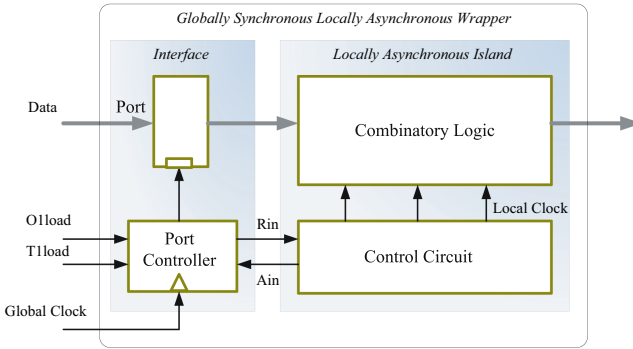 Globally Synchronous Locally Asynchronous Wrapper
Interface
Locally Asynchronous Island
Data
Port
Combinatory Logic
Local Clock
O1load
T1load
Port
Controller
Rin
Ain
Control Circuit
Global Clock